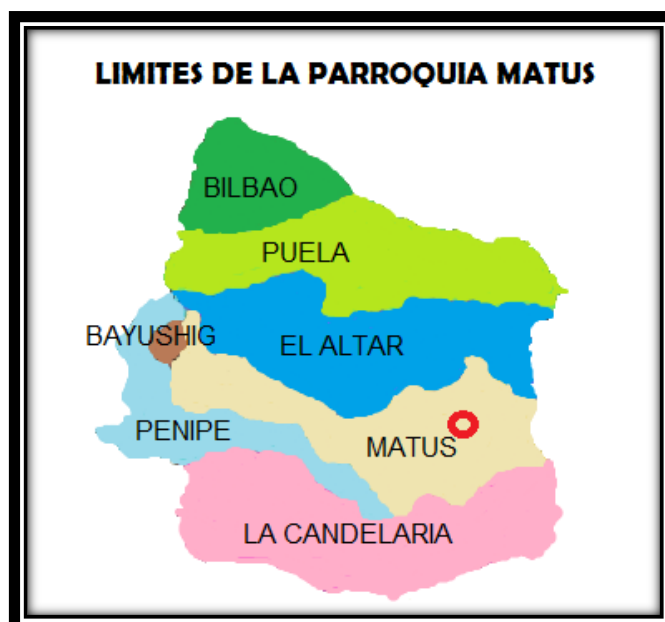 LIMITES DE LA PARROQUIA MATUS
BILBAO
PUELA
BAYUSHIG
EL ALTAR
PENIPE
MATUS
LA CANDELARIA